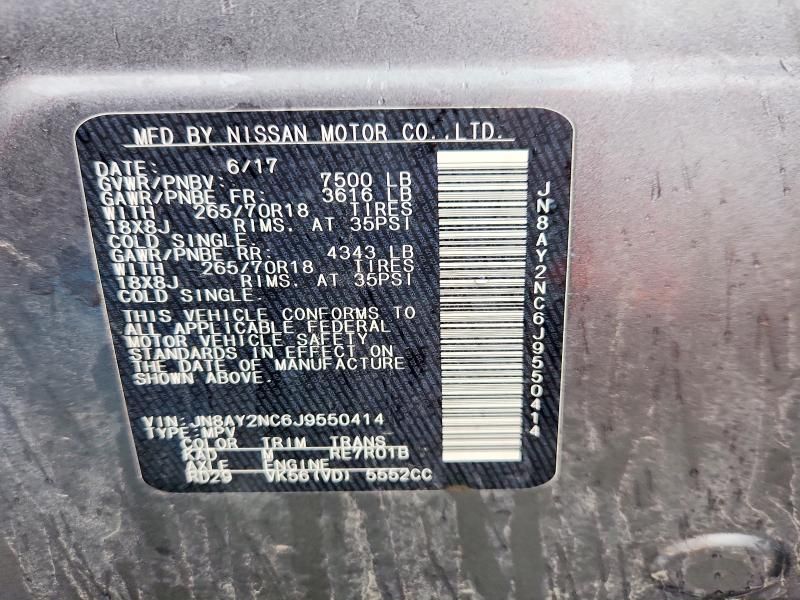 MFD BY NISSAN MOTOR CO.,LTD.
DATE: 6/17
GVWR/PNBV: 7500 LB
GAWR/PNBE FR: 3616 LB
WITH 265/70R18 TIRES
18X8J RIMS. AT 35PSI
COLD SINGLE.
GAWR/PNBE RR: 4343 LB
WITH 265/70R18 TIRES
18X8J RIMS. AT 35PSI
COLD SINGLE.
THIS VEHICLE CONFORMS TO
ALL APPLICABLE FEDERAL
MOTOR VEHICLE SAFETY
STANDARDS IN EFFECT ON
THE DATE OF MANUFACTURE
SHOWN ABOVE.
VIN: JN8AY2NC6J9550414
TYPE: MPV
COLOR TRIM TRANS
KAD M RE7R01B
AXLE ENGINE
RD29 VK56(VD) 5552CC
JN8AY2NC6J9550414